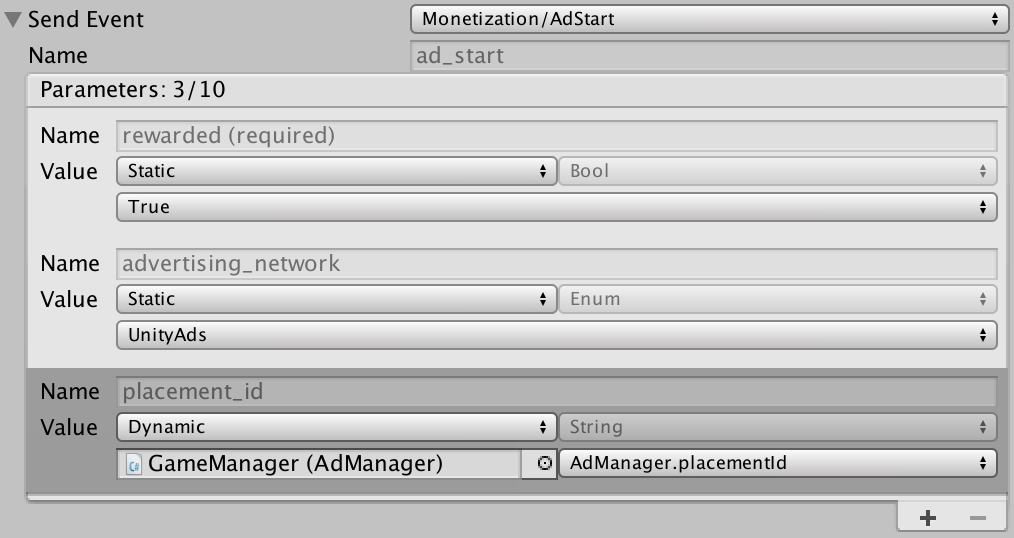 Send Event Monetization/AdStart
Name ad_start
Parameters: 3/10
Name rewarded (required)
Value Static Bool
True
Name advertising_network
Value Static Enum
UnityAds
Name placement_id
Value Dynamic String
C# GameManager (AdManager) AdManager.placementId
+ −